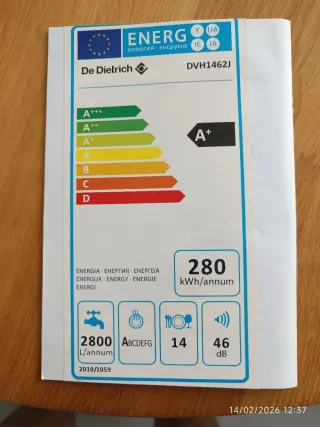 ENERG Y IJA
енергия · ενεργεια IE IA
De Dietrich DVH1462J
A+++
A++
A+
A
B
C
D
A+
ENERGIA · ЕНЕРГИЯ · ΕΝΕΡΓΕΙΑ
ENERGIJA · ENERGY · ENERGIE
ENERGI
280
kWh/annum
2800
L/annum
ABCDEFG
14
46
dB
2010/1059
14/02/2026 12:37